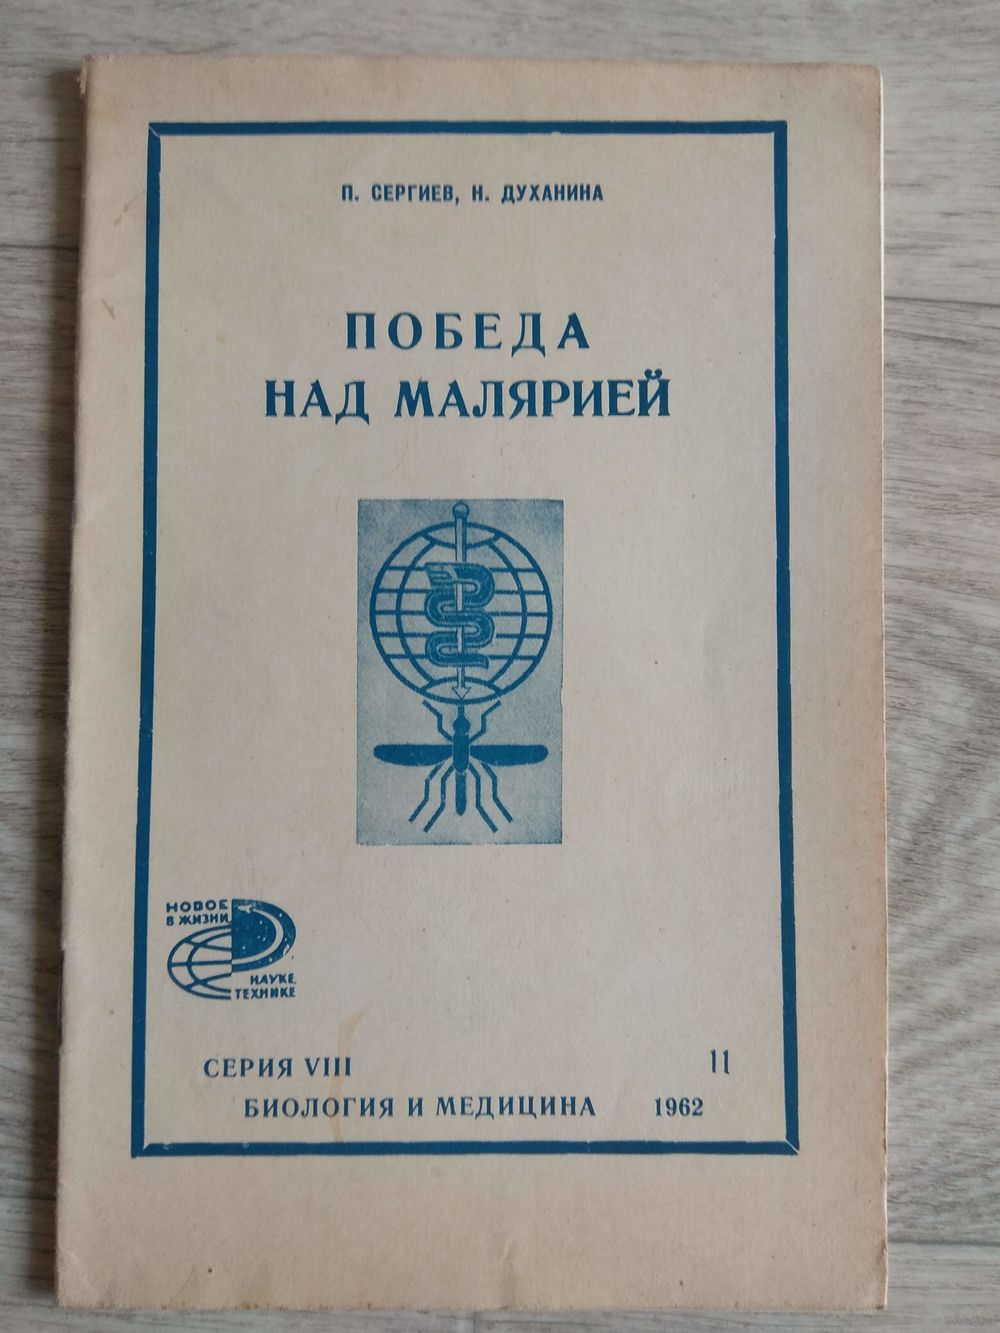 П. СЕРГИЕВ, Н. ДУХАНИНА
ПОБЕДА
НАД МАЛЯРИЕЙ
НОВОЕ
В ЖИЗНИ
НАУКЕ
ТЕХНИКЕ
СЕРИЯ VIII 11
БИОЛОГИЯ И МЕДИЦИНА 1962